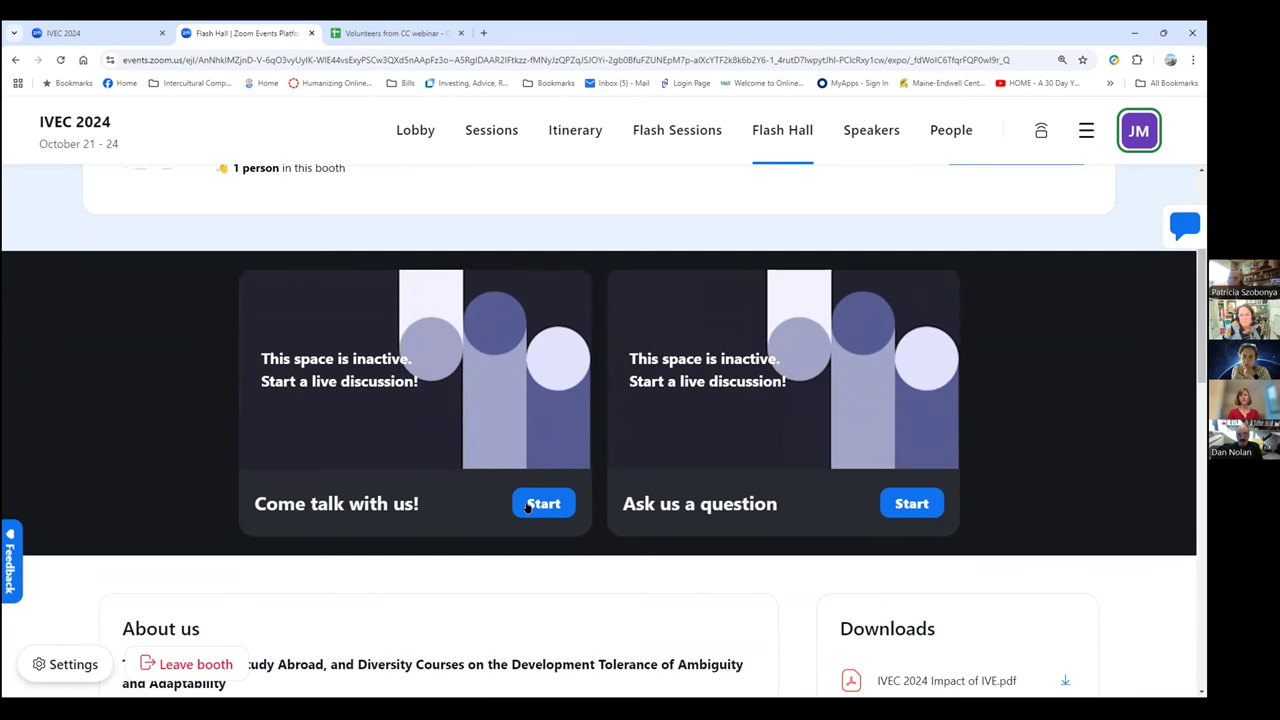 IVEC 2024
Flash Hall | Zoom Events Platfo
Volunteers from CC webinar - G
Bookmarks
Home
Intercultural Comp...
Home
Humanizing Online...
Bills
Investing, Advice, R...
Bookmarks
Inbox (5) - Mail
Login Page
Welcome to Online...
MyApps - Sign In
Maine-Endwell Cent...
HOME - A 30 Day Y...
All Bookmarks
IVEC 2024
October 21 - 24
Lobby
Sessions
Itinerary
Flash Sessions
Flash Hall
Speakers
People
JM
1 person in this booth
This space is inactive.
Start a live discussion!
Come talk with us!
Start
This space is inactive.
Start a live discussion!
Ask us a question
Start
Feedback
About us
tudy Abroad, and Diversity Courses on the Development Tolerance of Ambiguity
and Adaptability
Downloads
IVEC 2024 Impact of IVE.pdf
Settings
Leave booth
Patricia Szobonya
Dan Nolan